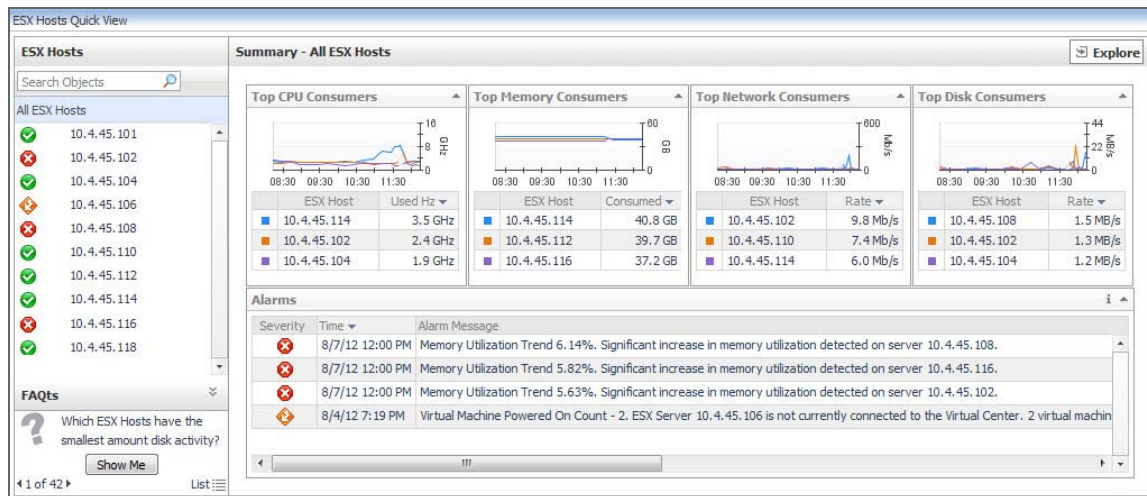 ESX Hosts Quick View
ESX Hosts
Search Objects
All ESX Hosts
10.4.45.101
10.4.45.102
10.4.45.104
10.4.45.106
10.4.45.108
10.4.45.110
10.4.45.112
10.4.45.114
10.4.45.116
10.4.45.118
FAQts
Which ESX Hosts have the
smallest amount disk activity?
Show Me
1 of 42 List
Summary - All ESX Hosts Explore
Top CPU Consumers
16
8
0
GHz
08:30 09:30 10:30 11:30
ESX Host Used Hz
10.4.45.114 3.5 GHz
10.4.45.102 2.4 GHz
10.4.45.104 1.9 GHz
Top Memory Consumers
60
0
GB
08:30 09:30 10:30 11:30
ESX Host Consumed
10.4.45.114 40.8 GB
10.4.45.112 39.7 GB
10.4.45.116 37.2 GB
Top Network Consumers
600
0
Mb/s
08:30 09:30 10:30 11:30
ESX Host Rate
10.4.45.102 9.8 Mb/s
10.4.45.110 7.4 Mb/s
10.4.45.114 6.0 Mb/s
Top Disk Consumers
44
22
0
MB/s
08:30 09:30 10:30 11:30
ESX Host Rate
10.4.45.108 1.5 MB/s
10.4.45.102 1.3 MB/s
10.4.45.104 1.2 MB/s
Alarms
Severity Time Alarm Message
8/7/12 12:00 PM Memory Utilization Trend 6.14%. Significant increase in memory utilization detected on server 10.4.45.108.
8/7/12 12:00 PM Memory Utilization Trend 5.82%. Significant increase in memory utilization detected on server 10.4.45.116.
8/7/12 12:00 PM Memory Utilization Trend 5.63%. Significant increase in memory utilization detected on server 10.4.45.102.
8/4/12 7:19 PM Virtual Machine Powered On Count - 2. ESX Server 10.4.45.106 is not currently connected to the Virtual Center. 2 virtual machin